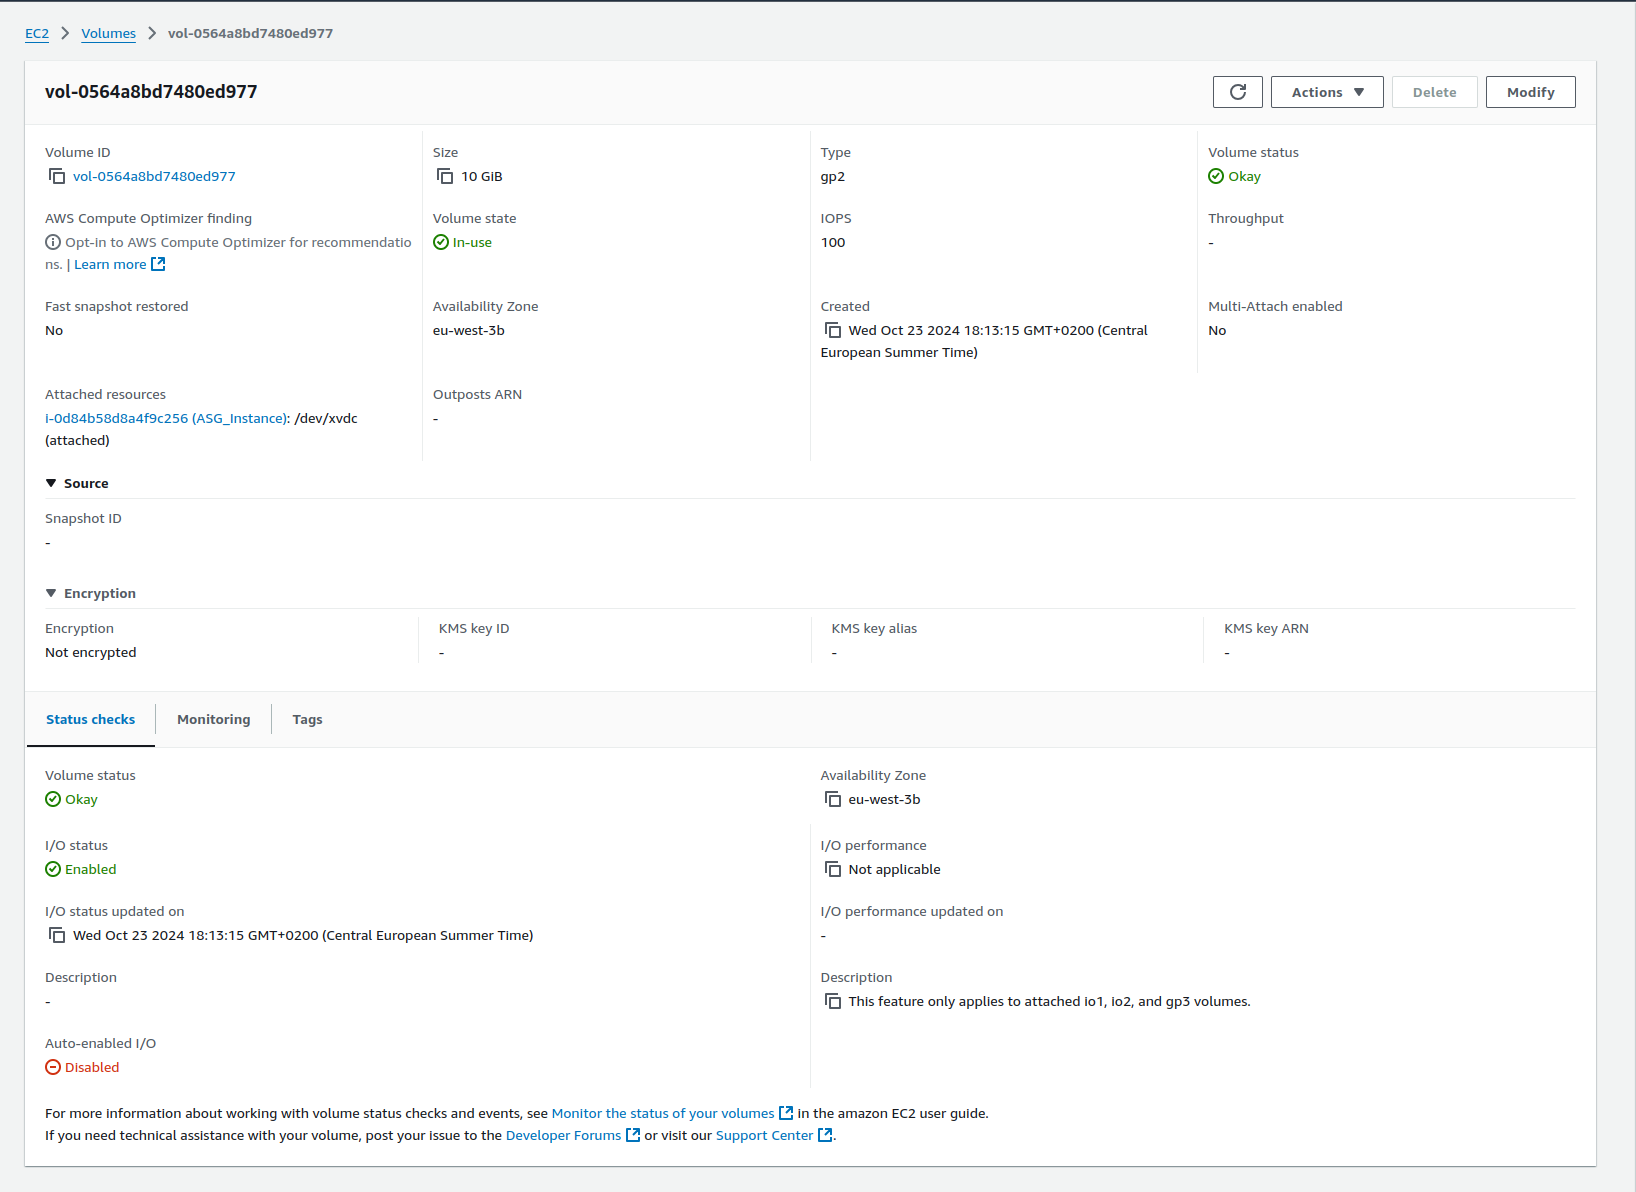 EC2 > Volumes > vol-0564a8bd7480ed977
vol-0564a8bd7480ed977
Actions Delete Modify
Volume ID
vol-0564a8bd7480ed977
Size
10 GiB
Type
gp2
Volume status
Okay
AWS Compute Optimizer finding
Opt-in to AWS Compute Optimizer for recommendatio
ns. | Learn more
Volume state
In-use
IOPS
100
Throughput
-
Fast snapshot restored
No
Availability Zone
eu-west-3b
Created
Wed Oct 23 2024 18:13:15 GMT+0200 (Central
European Summer Time)
Multi-Attach enabled
No
Attached resources
i-0d84b58d8a4f9c256 (ASG_Instance): /dev/xvdc
(attached)
Outposts ARN
-
Source
Snapshot ID
-
Encryption
Encryption
Not encrypted
KMS key ID
-
KMS key alias
-
KMS key ARN
-
Status checks Monitoring Tags
Volume status
Okay
Availability Zone
eu-west-3b
I/O status
Enabled
I/O performance
Not applicable
I/O status updated on
Wed Oct 23 2024 18:13:15 GMT+0200 (Central European Summer Time)
I/O performance updated on
-
Description
-
Description
This feature only applies to attached io1, io2, and gp3 volumes.
Auto-enabled I/O
Disabled
For more information about working with volume status checks and events, see Monitor the status of your volumes in the amazon EC2 user guide.
If you need technical assistance with your volume, post your issue to the Developer Forums or visit our Support Center.